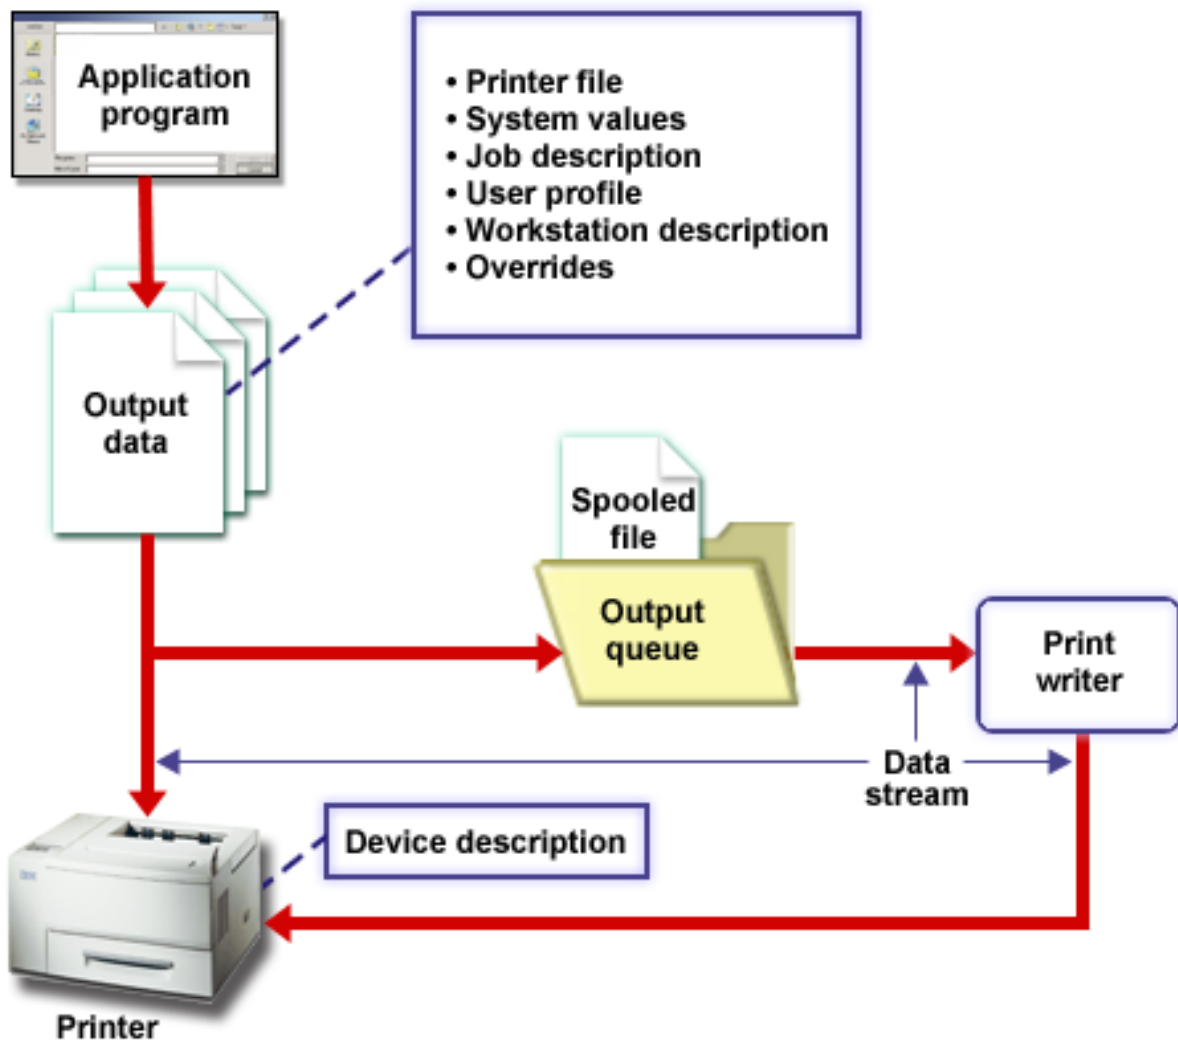 Application
program
• Printer file
• System values
• Job description
• User profile
• Workstation description
• Overrides
Output
data
Spooled
file
Output
queue
Print
writer
Data
stream
Device description
IBM
Printer